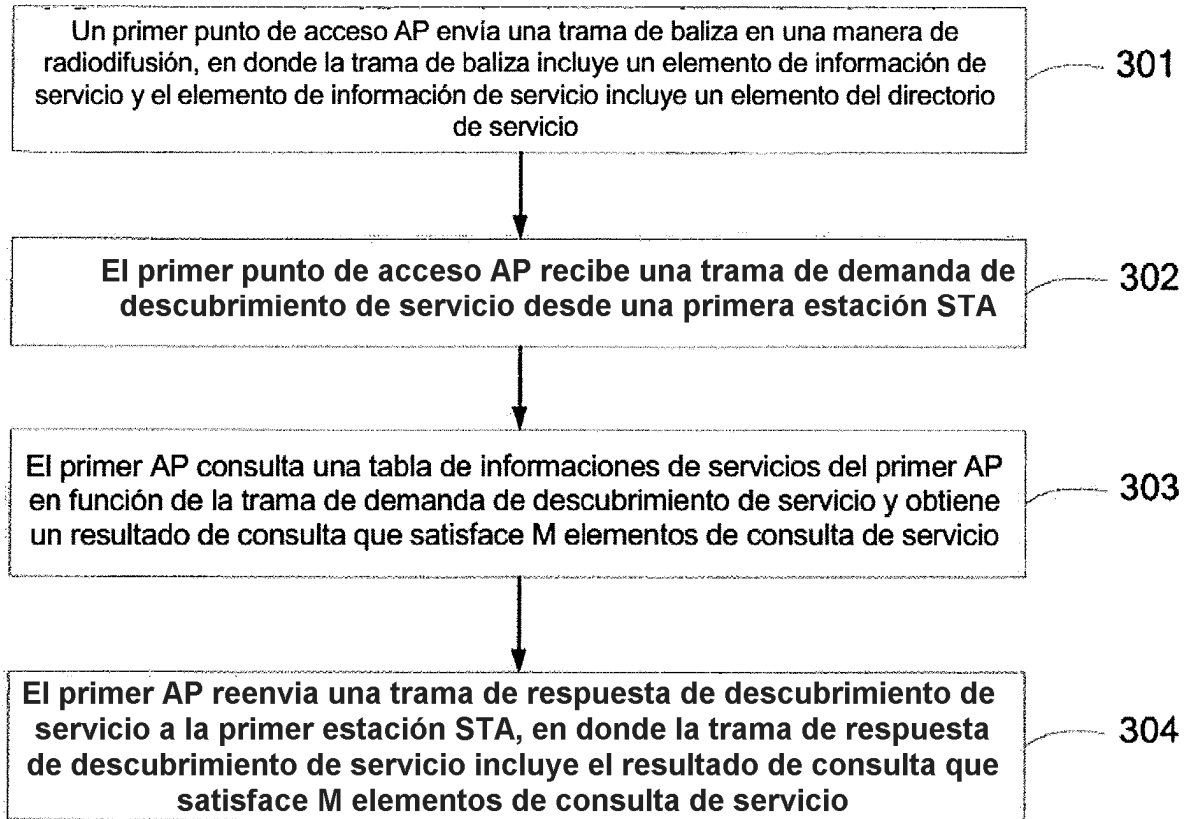 Un primer punto de acceso AP envía una trama de baliza en una manera de
radiodifusión, en donde la trama de baliza incluye un elemento de información de
servicio y el elemento de información de servicio incluye un elemento del directorio
de servicio
301
El primer punto de acceso AP recibe una trama de demanda de
descubrimiento de servicio desde una primera estación STA
302
El primer AP consulta una tabla de informaciones de servicios del primer AP
en función de la trama de demanda de descubrimiento de servicio y obtiene
un resultado de consulta que satisface M elementos de consulta de servicio
303
El primer AP reenvia una trama de respuesta de descubrimiento de
servicio a la primer estación STA, en donde la trama de respuesta
de descubrimiento de servicio incluye el resultado de consulta que
satisface M elementos de consulta de servicio
304